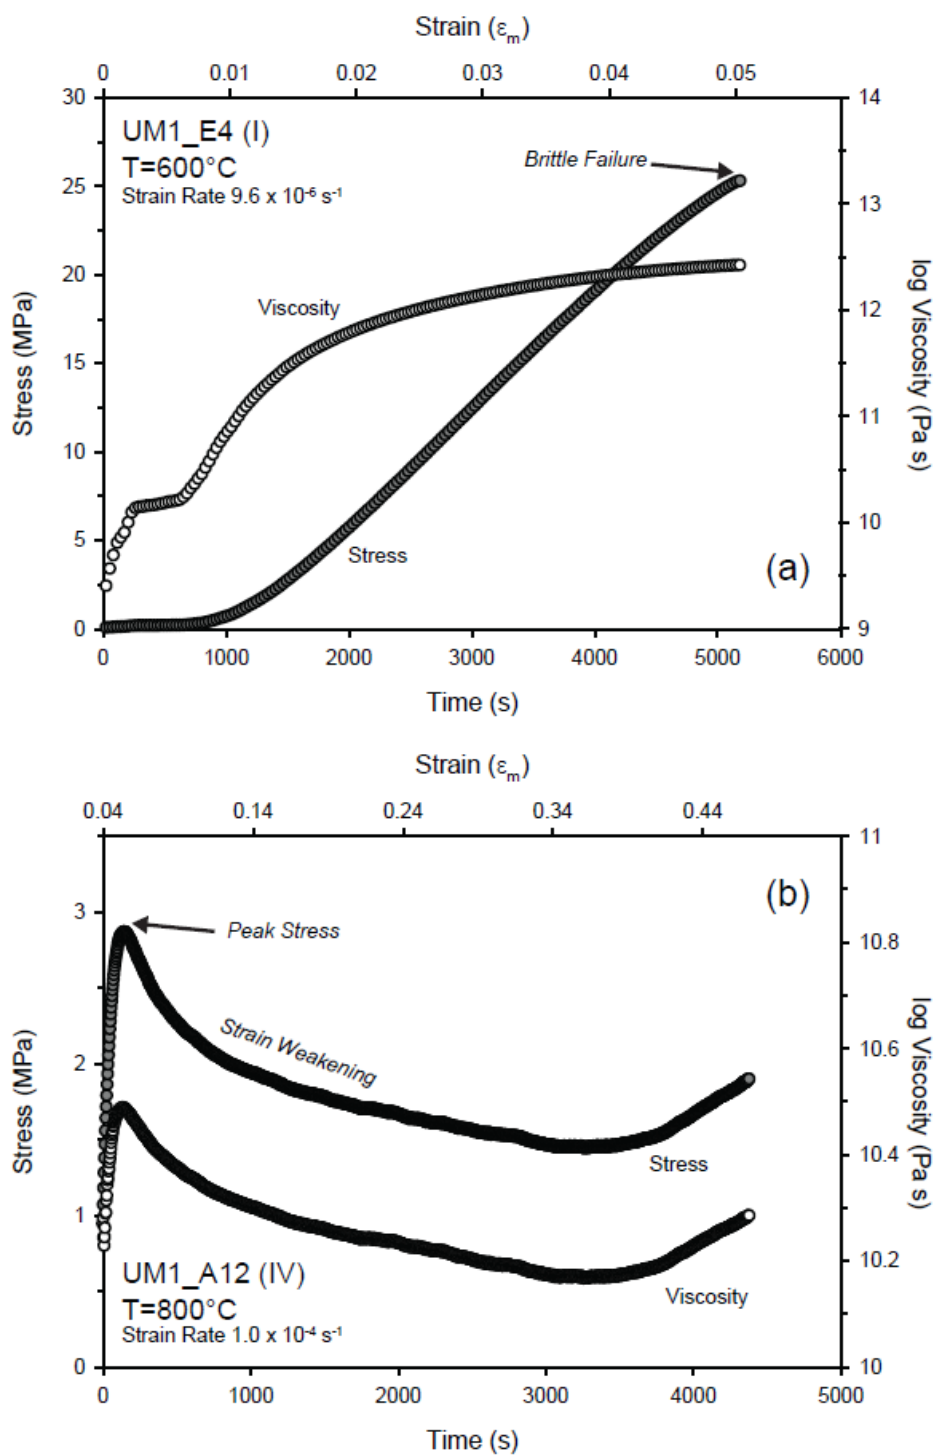 Strain (εm)
0 0.01 0.02 0.03 0.04 0.05
30 14
UM1_E4 (I)
T=600°C
Strain Rate 9.6 x 10-6 s-1
Brittle Failure
25 13
20
Viscosity
12
15
11
10
10
5
Stress
(a)
0 9
0 1000 2000 3000 4000 5000 6000
Time (s)
Stress (MPa)
log Viscosity (Pa s)
Strain (εm)
0.04 0.14 0.24 0.34 0.44
11
(b)
3
Peak Stress
10.8
Strain Weakening
10.6
2
10.4
Stress
1
10.2
UM1_A12 (IV)
T=800°C
Strain Rate 1.0 x 10-4 s-1
Viscosity
0 10
0 1000 2000 3000 4000 5000
Time (s)
Stress (MPa)
log Viscosity (Pa s)